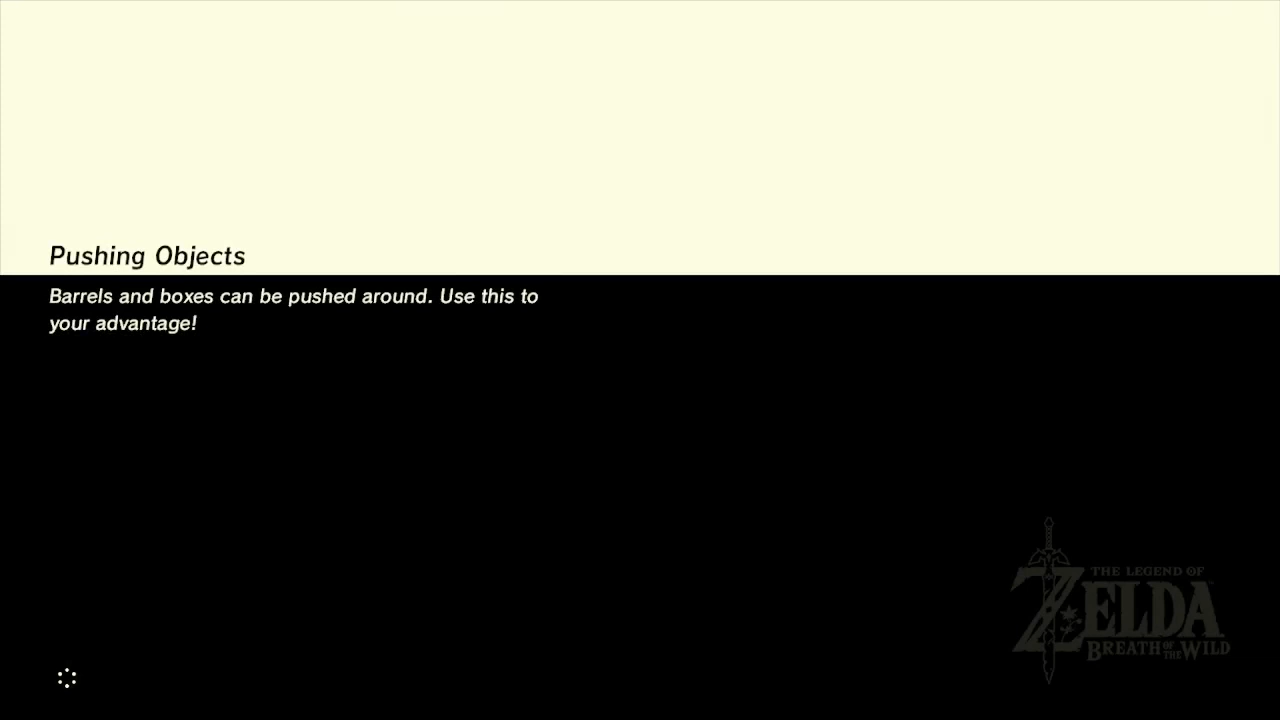 Pushing Objects
Barrels and boxes can be pushed around. Use this to
your advantage!
THE LEGEND OF
ZELDA
BREATH OF THE WILD